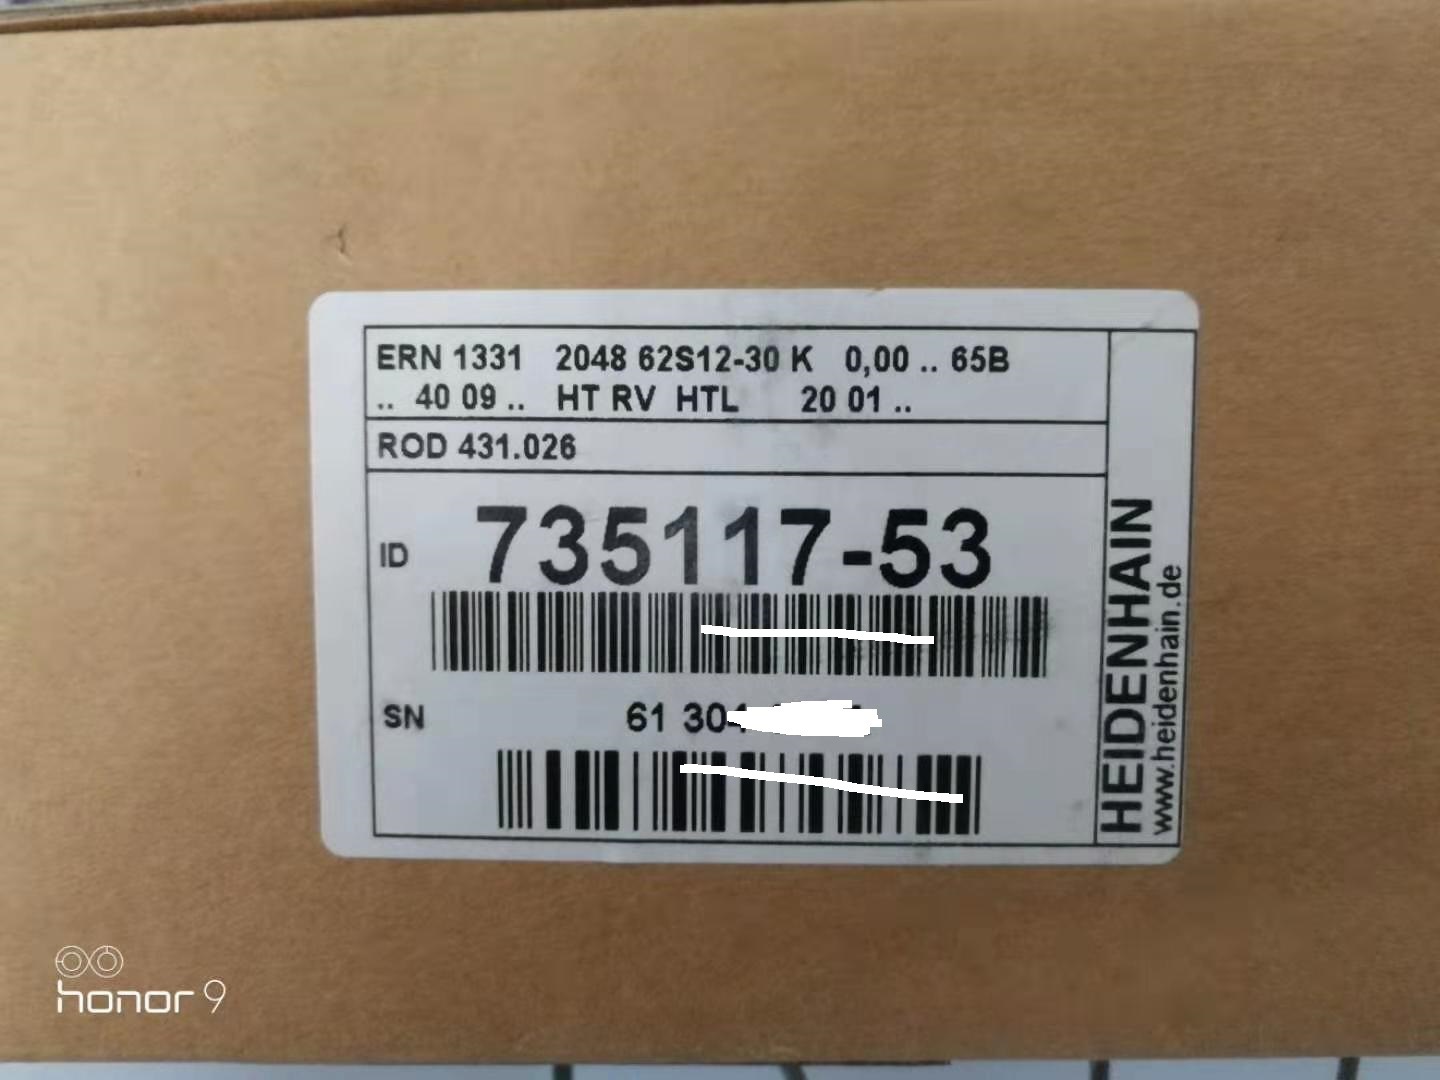 ERN 1331 2048 62S12-30 K 0,00 .. 65B
.. 40 09 .. HT RV HTL 20 01 ..
ROD 431.026
ID 735117-53
SN 61 30
HEIDENHAIN
www.heidenhain.de
honor 9